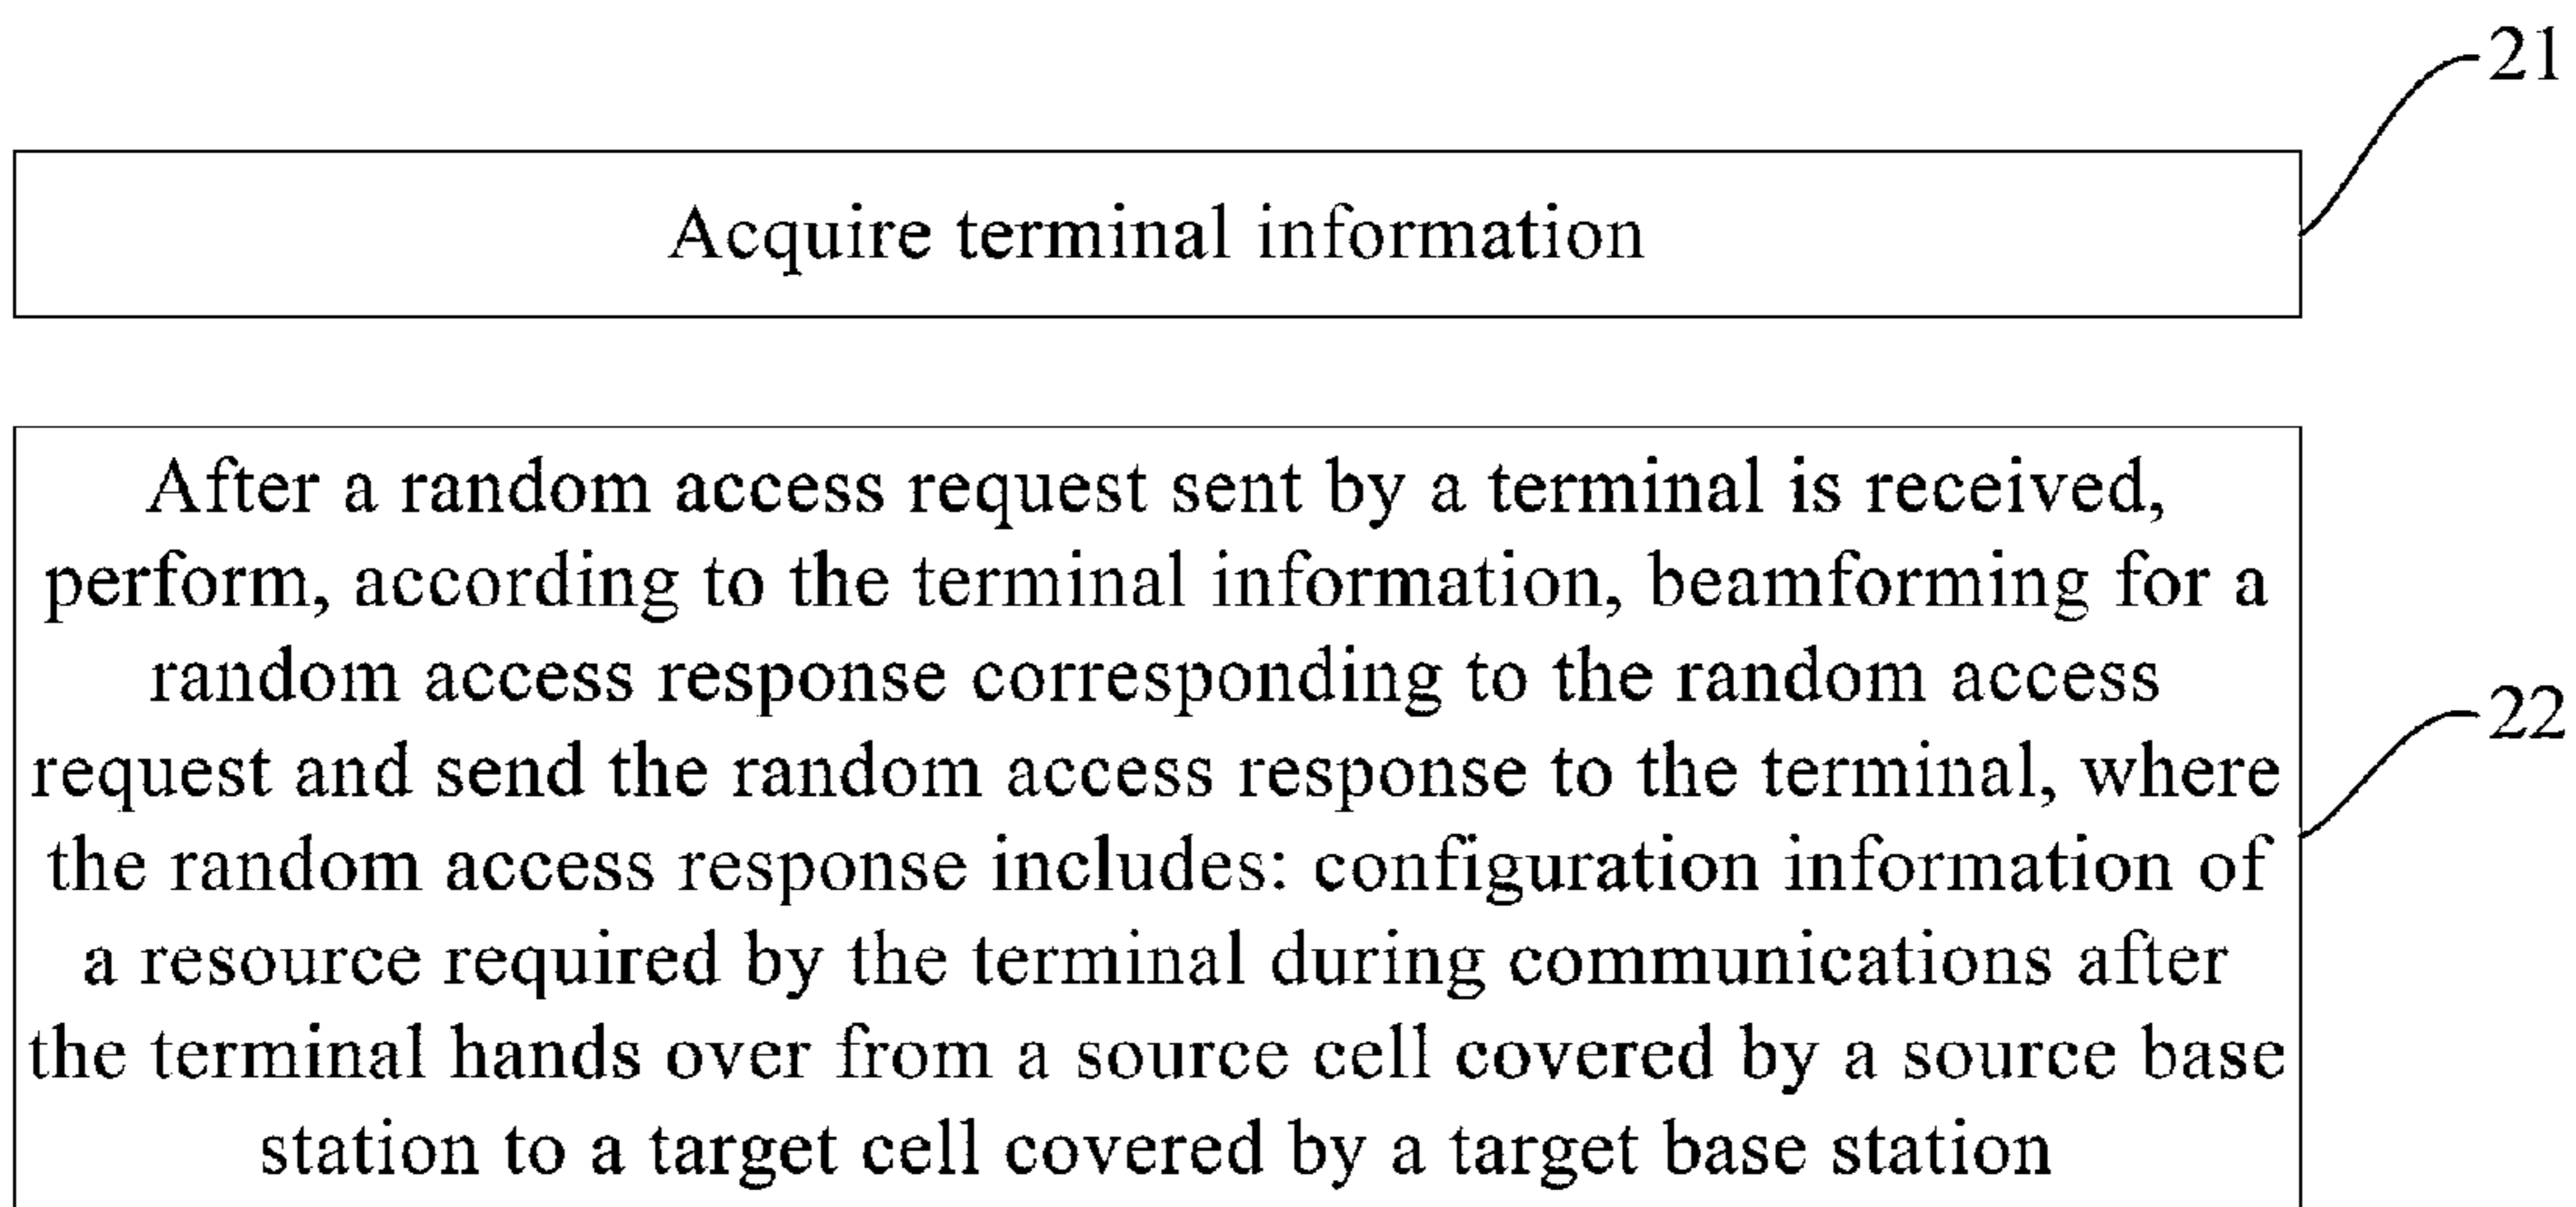 21
Acquire terminal information
After a random access request sent by a terminal is received,
perform, according to the terminal information, beamforming for a
random access response corresponding to the random access
request and send the random access response to the terminal, where
the random access response includes: configuration information of
a resource required by the terminal during communications after
the terminal hands over from a source cell covered by a source base
station to a target cell covered by a target base station
22